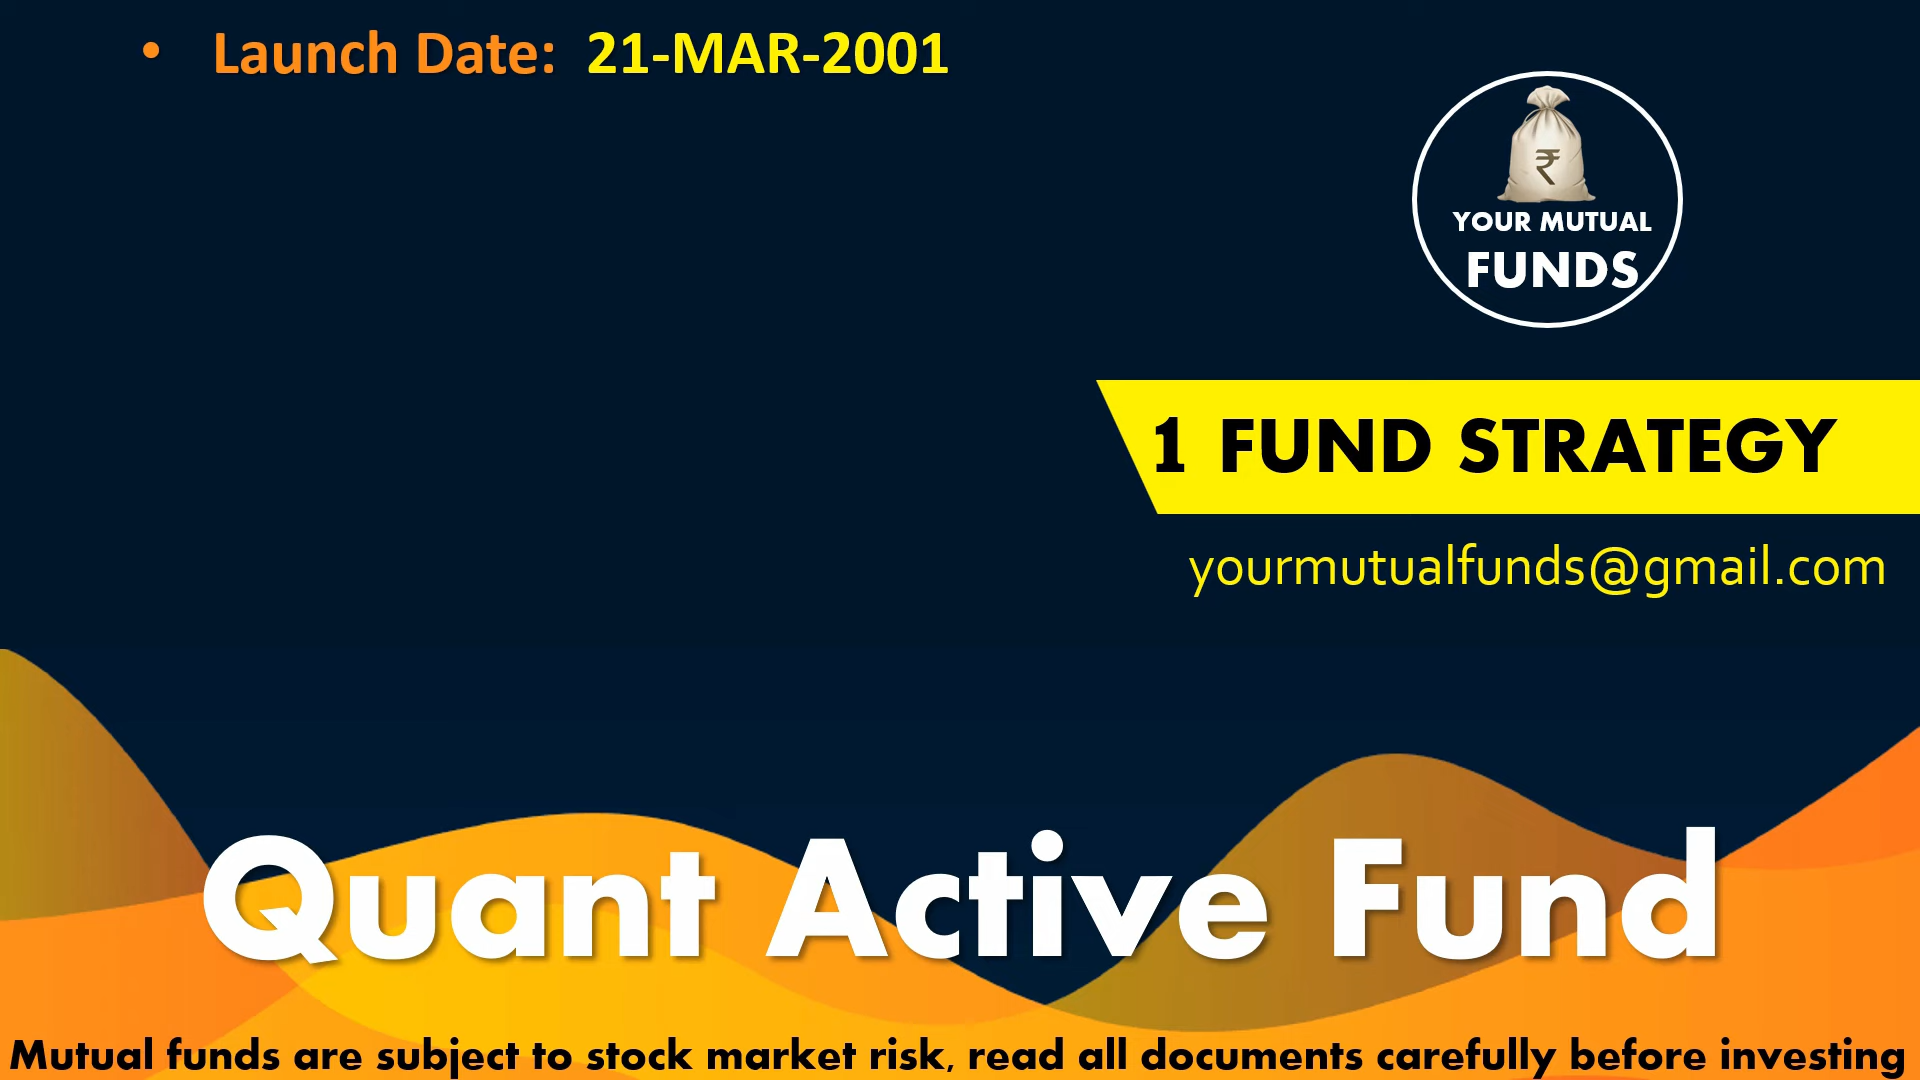 • Launch Date: 21-MAR-2001
₹
YOUR MUTUAL
FUNDS
1 FUND STRATEGY
yourmutualfunds@gmail.com
Quant Active Fund
Mutual funds are subject to stock market risk, read all documents carefully before investing